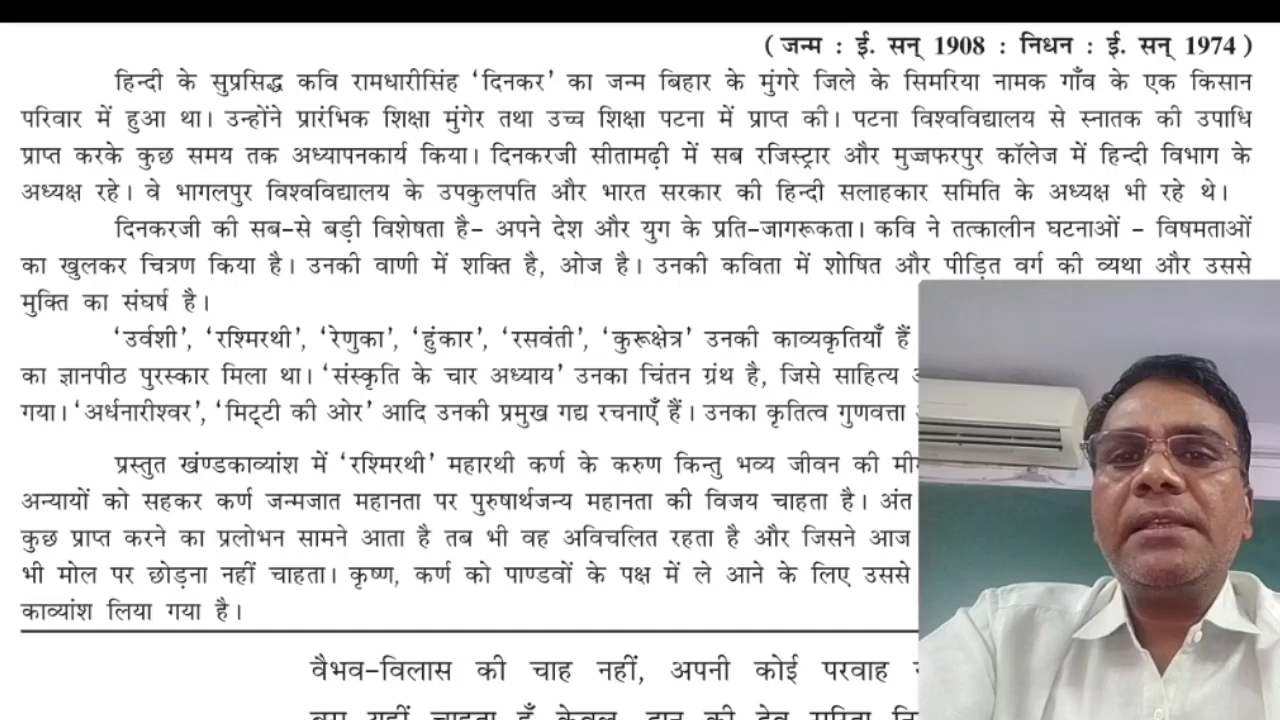 ( जन्म : ई. सन् 1908 : निधन : ई. सन् 1974 )
हिन्दी के सुप्रसिद्ध कवि रामधारीसिंह ‘दिनकर’ का जन्म बिहार के मुंगरे जिले के सिमरिया नामक गाँव के एक किसान
परिवार में हुआ था। उन्होंने प्रारंभिक शिक्षा मुंगेर तथा उच्च शिक्षा पटना में प्राप्त की। पटना विश्वविद्यालय से स्नातक की उपाधि
प्राप्त करके कुछ समय तक अध्यापनकार्य किया। दिनकरजी सीतामढ़ी में सब रजिस्ट्रार और मुज्जफरपुर कॉलेज में हिन्दी विभाग के
अध्यक्ष रहे। वे भागलपुर विश्वविद्यालय के उपकुलपति और भारत सरकार की हिन्दी सलाहकार समिति के अध्यक्ष भी रहे थे।
दिनकरजी की सब-से बड़ी विशेषता है- अपने देश और युग के प्रति-जागरूकता। कवि ने तत्कालीन घटनाओं - विषमताओं
का खुलकर चित्रण किया है। उनकी वाणी में शक्ति है, ओज है। उनकी कविता में शोषित और पीड़ित वर्ग की व्यथा और उससे
मुक्ति का संघर्ष है।
‘उर्वशी’, ‘रश्मिरथी’, ‘रेणुका’, ‘हुंकार’, ‘रसवंती’, ‘कुरूक्षेत्र’ उनकी काव्यकृतियाँ हैं
का ज्ञानपीठ पुरस्कार मिला था। ‘संस्कृति के चार अध्याय’ उनका चिंतन ग्रंथ है, जिसे साहित्य
गया। ‘अर्धनारीश्वर’, ‘मिट्टी की ओर’ आदि उनकी प्रमुख गद्य रचनाएँ हैं। उनका कृतित्व गुणवत्ता
प्रस्तुत खंण्डकाव्यांश में ‘रश्मिरथी’ महारथी कर्ण के करुण किन्तु भव्य जीवन की
अन्यायों को सहकर कर्ण जन्मजात महानता पर पुरुषार्थजन्य महानता की विजय चाहता है। अंत
कुछ प्राप्त करने का प्रलोभन सामने आता है तब भी वह अविचलित रहता है और जिसने आज
भी मोल पर छोड़ना नहीं चाहता। कृष्ण, कर्ण को पाण्डवों के पक्ष में ले आने के लिए उससे
काव्यांश लिया गया है।
वैभव-विलास की चाह नहीं, अपनी कोई परवाह